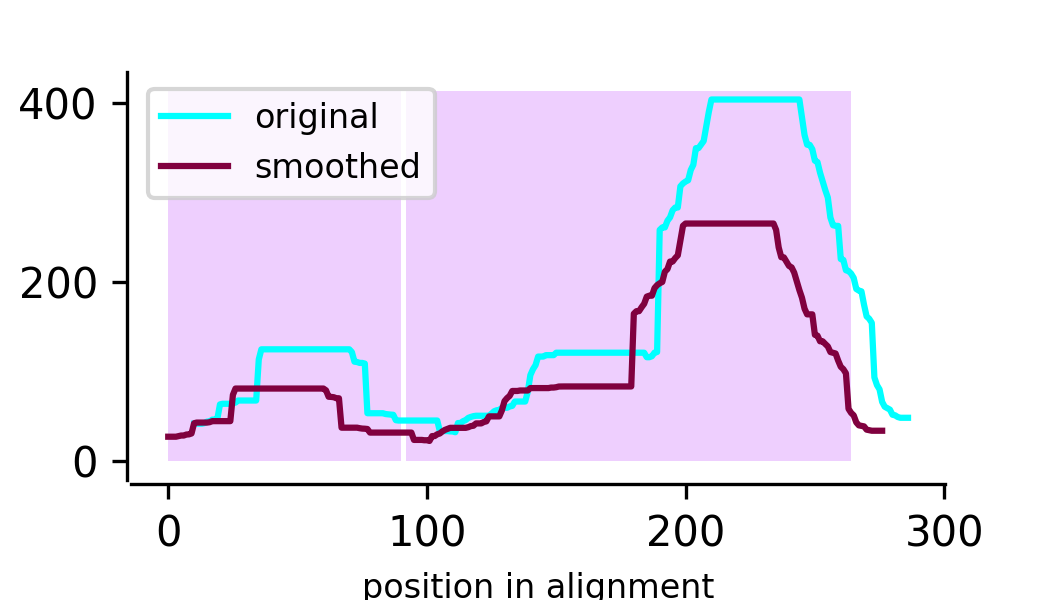 400
200
0
original
smoothed
0 100 200 300
position in alignment